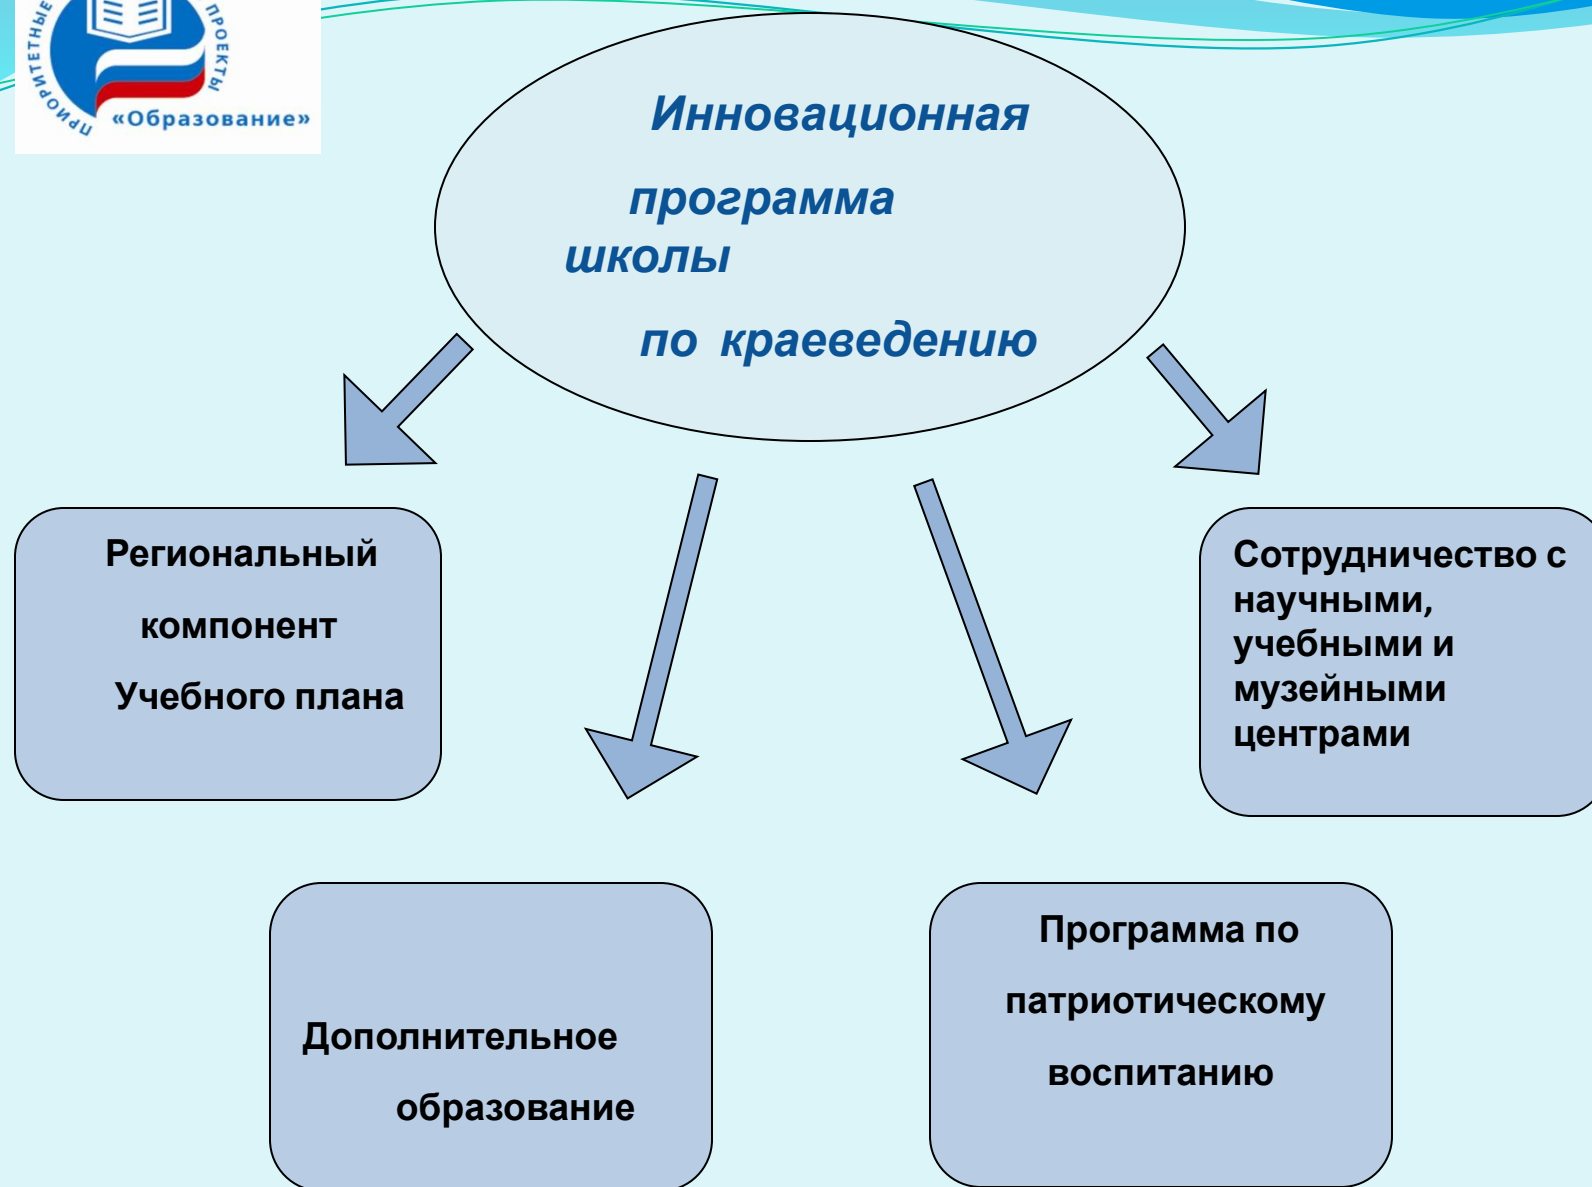 ПРИОРИТЕТНЫЕ
ПРОЕКТЫ
«Образование»
Инновационная
программа
школы
по краеведению
Региональный
компонент
Учебного плана
Сотрудничество с
научными,
учебными и
музейными
центрами
Дополнительное
образование
Программа по
патриотическому
воспитанию